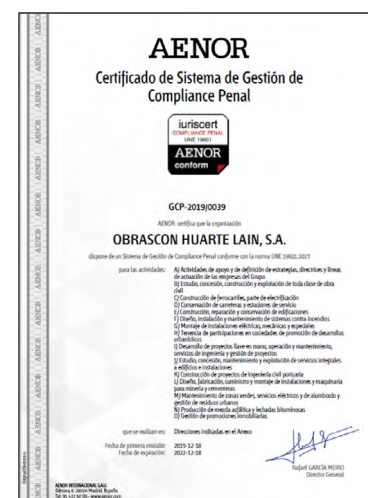 AENOR
Certificado de Sistema de Gestión de
Compliance Penal
iuriscert
COMPLIANCE PENAL
UNE 19601
AENOR
conform
GCP-2019/0039
AENOR certifica que la organización
OBRASCON HUARTE LAIN, S.A.
dispone de un Sistema de Gestión de Compliance Penal conforme con la norma UNE 19601:2017
para las actividades:
A) Actividades de apoyo y de definición de estrategias, directrices y líneas
de actuación de las empresas del Grupo
B) Estudio, concesión, construcción y explotación de toda clase de obra
civil
C) Construcción de ferrocarriles, parte de electrificación
D) Conservación de carreteras y estaciones de servicio
E) Construcción, reparación y conservación de edificaciones
F) Diseño, instalación y mantenimiento de sistemas contra incendios
G) Montaje de instalaciones eléctricas, mecánicas y especiales
H) Tenencia de participaciones en sociedades de promoción de desarrollos
urbanísticos
I) Desarrollo de proyectos llave en mano, operación y mantenimiento,
servicios de ingeniería y gestión de proyectos
J) Estudio, concesión, mantenimiento y explotación de servicios integrales
a edificios e instalaciones
K) Construcción de proyectos de ingeniería civil portuaria
L) Diseño, fabricación, suministro y montaje de instalaciones y maquinaria
para minería y cementeras
M) Mantenimiento de zonas verdes, servicios eléctricos y de alumbrado y
gestión de residuos urbanos
N) Producción de mezcla asfáltica y lechadas bituminosas
O) Gestión de promociones inmobiliarias
que se realizan en: Direcciones indicadas en el Anexo
Fecha de primera emisión: 2019-12-18
Fecha de expiración: 2022-12-18
Rafael GARCÍA MEIRO
Director General
AENOR INTERNACIONAL S.A.U.
Génova, 6. 28004 Madrid. España